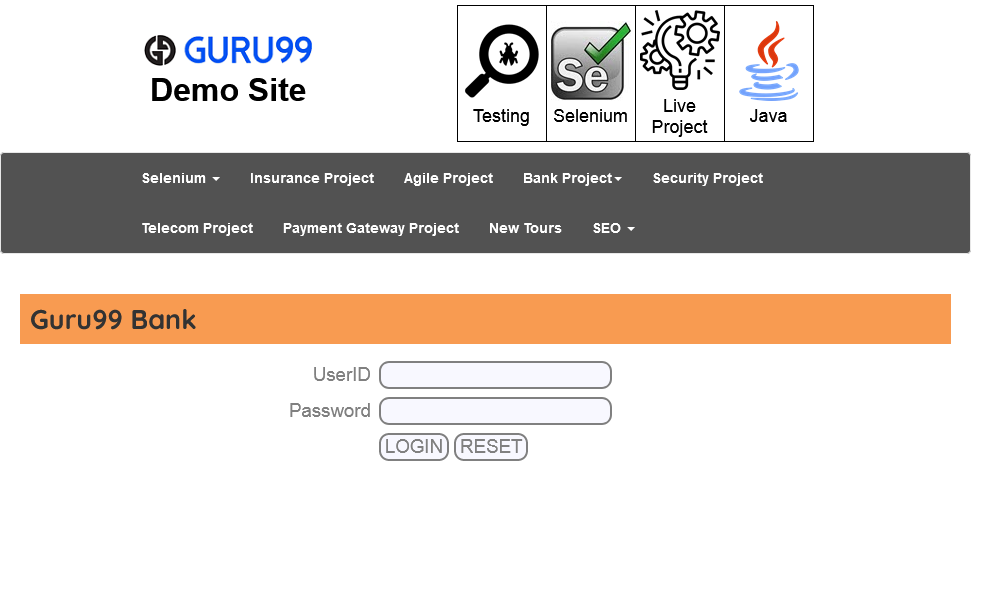 GURU99
Demo Site
Testing
Se
Selenium
Live
Project
Java
Selenium
Insurance Project
Agile Project
Bank Project
Security Project
Telecom Project
Payment Gateway Project
New Tours
SEO
Guru99 Bank
UserID
Password
LOGIN
RESET